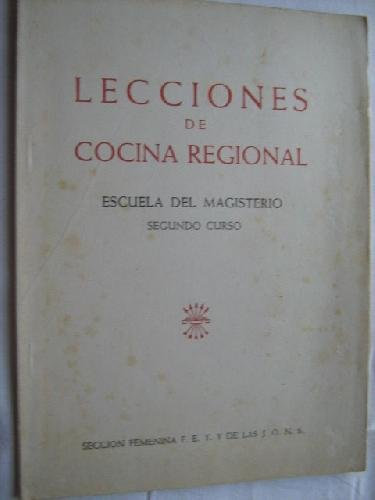 LECCIONES
DE
COCINA REGIONAL
ESCUELA DEL MAGISTERIO
SEGUNDO CURSO
SECCION FEMENINA F. E. T. Y DE LAS J. O. N. S.